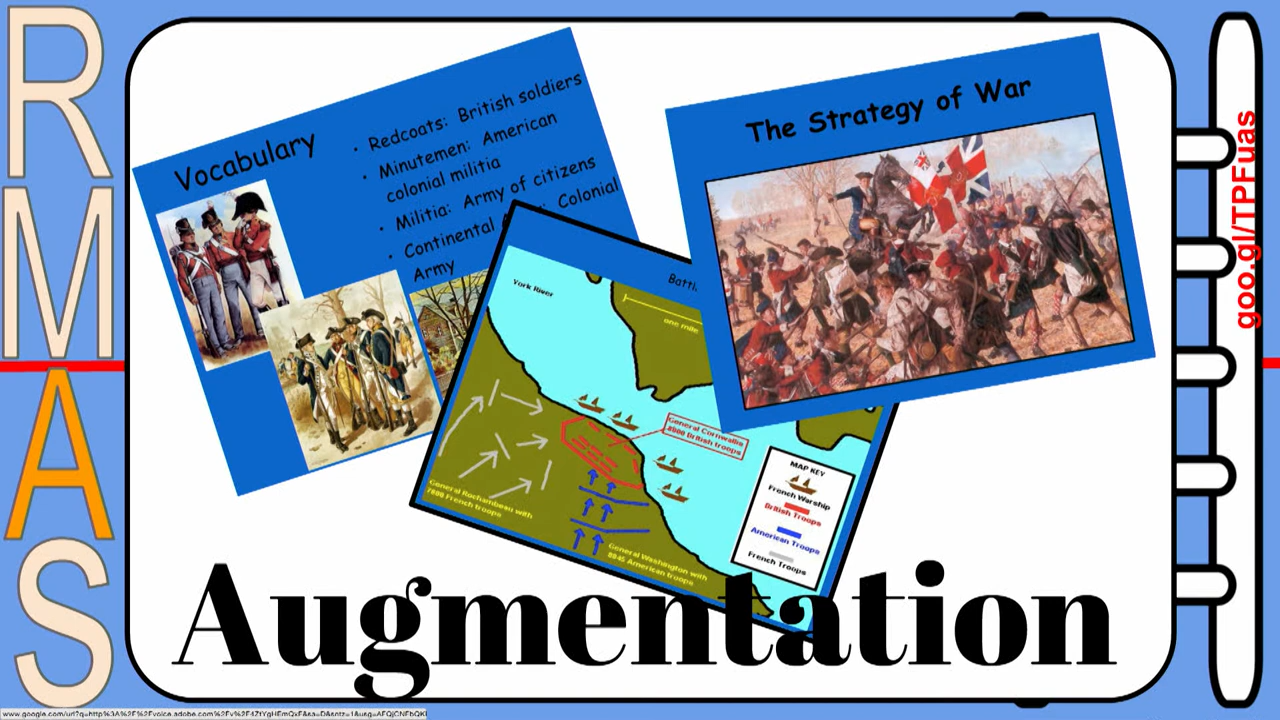 R
M
A
S
Vocabulary
• Redcoats: British soldiers
• Minutemen: American
colonial militia
• Militia: Army of citizens
• Continental Colonial
Army
The Strategy of War
York River
one mile
General Cornwallis
8800 British troops
General Rochambeau with
7800 French troops
General Washington with
8845 American troops
MAP KEY
French Warship
British Troops
American Troops
French Troops
Augmentation
goo.gl/TPFuas